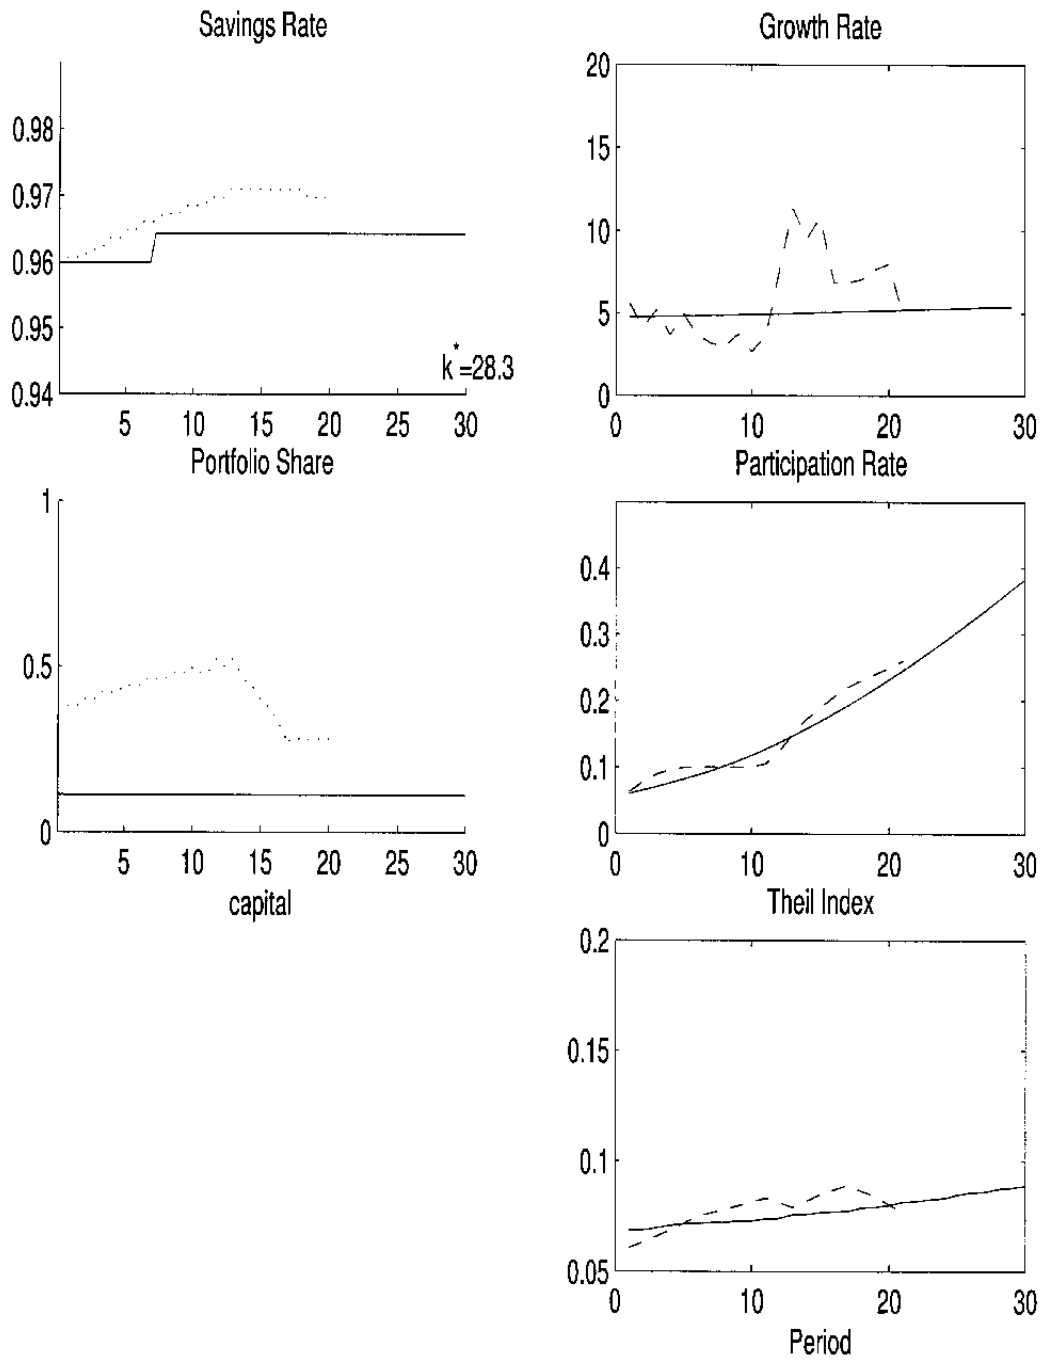 Savings Rate
0.98
0.97
0.96
0.95
0.94
k*=28.3
5 10 15 20 25 30
Growth Rate
20
15
10
5
0
0 10 20 30
Portfolio Share
1
0.5
0
5 10 15 20 25 30
capital
Participation Rate
0.4
0.3
0.2
0.1
0
0 10 20 30
Theil Index
0.2
0.15
0.1
0.05
0 10 20 30
Period